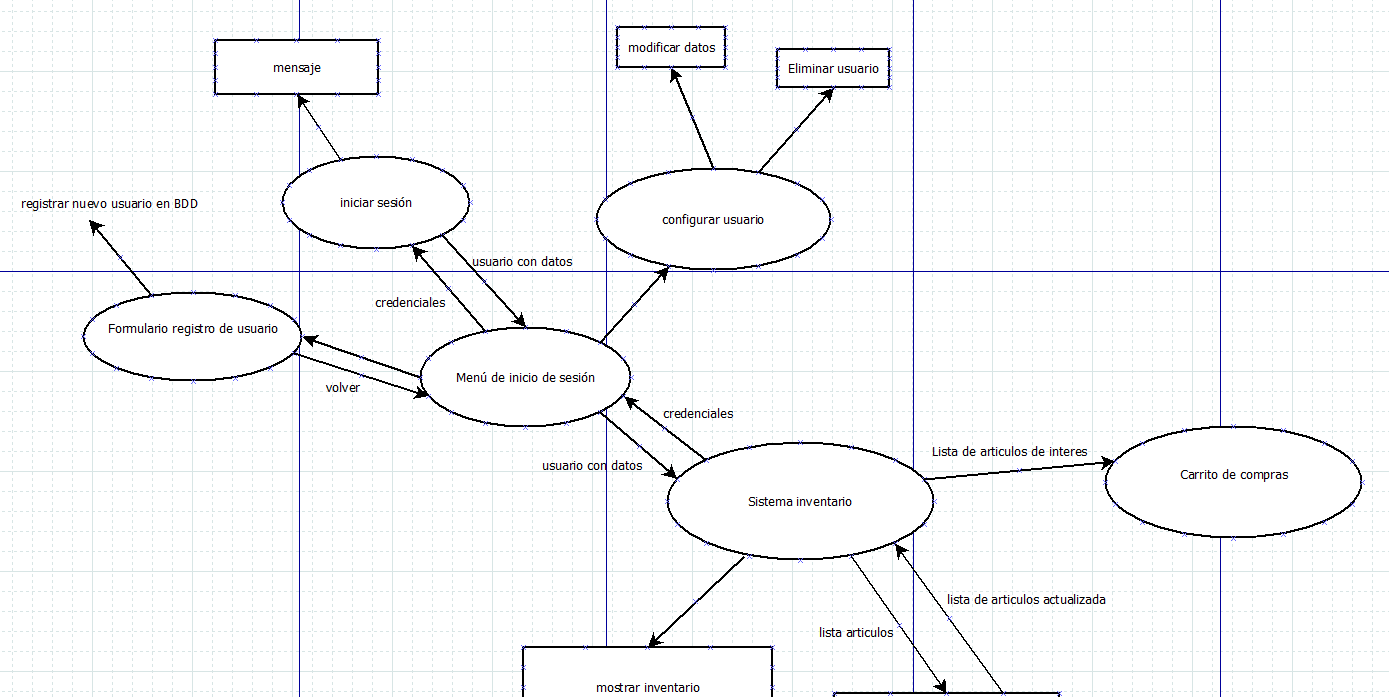 modificar datos
mensaje
Eliminar usuario
iniciar sesión
registrar nuevo usuario en BDD
configurar usuario
usuario con datos
credenciales
Formulario registro de usuario
Menú de inicio de sesión
volver
credenciales
Lista de articulos de interes
usuario con datos
Carrito de compras
Sistema inventario
lista de articulos actualizada
lista articulos
mostrar inventario